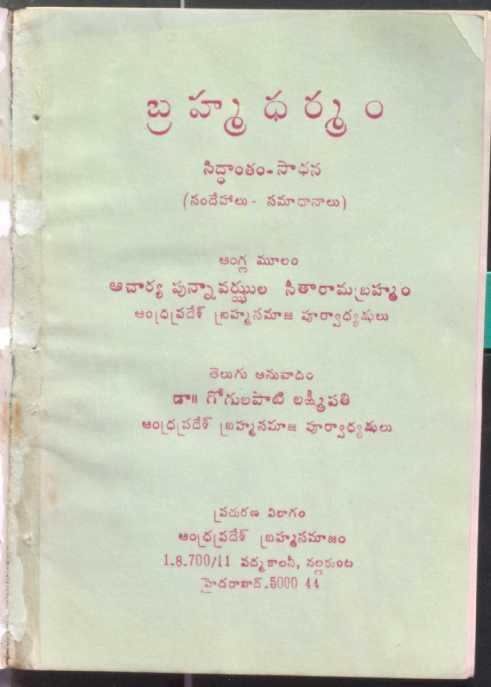 బ్రహ్మ ధర్మం
సిద్ధాంతం-సాధన
(సందేహాలు - సమాధానాలు)
ఆంగ్ల మూలం
ఆచార్య పున్నావఝ్ఝుల సీతారామబ్రహ్మం
ఆంధ్రప్రదేశ్ బ్రహ్మసమాజ పూర్వాధ్యక్షులు
తెలుగు అనువాదం
డా॥ గోగులపాటి లక్ష్మీపతి
ఆంధ్రప్రదేశ్ బ్రహ్మసమాజ పూర్వాధ్యక్షులు
ప్రచురణ విభాగం
ఆంధ్రప్రదేశ్ బ్రహ్మసమాజం
1.8.700/11 పద్మకాలనీ, నల్లకుంట
హైదరాబాద్.5000 44